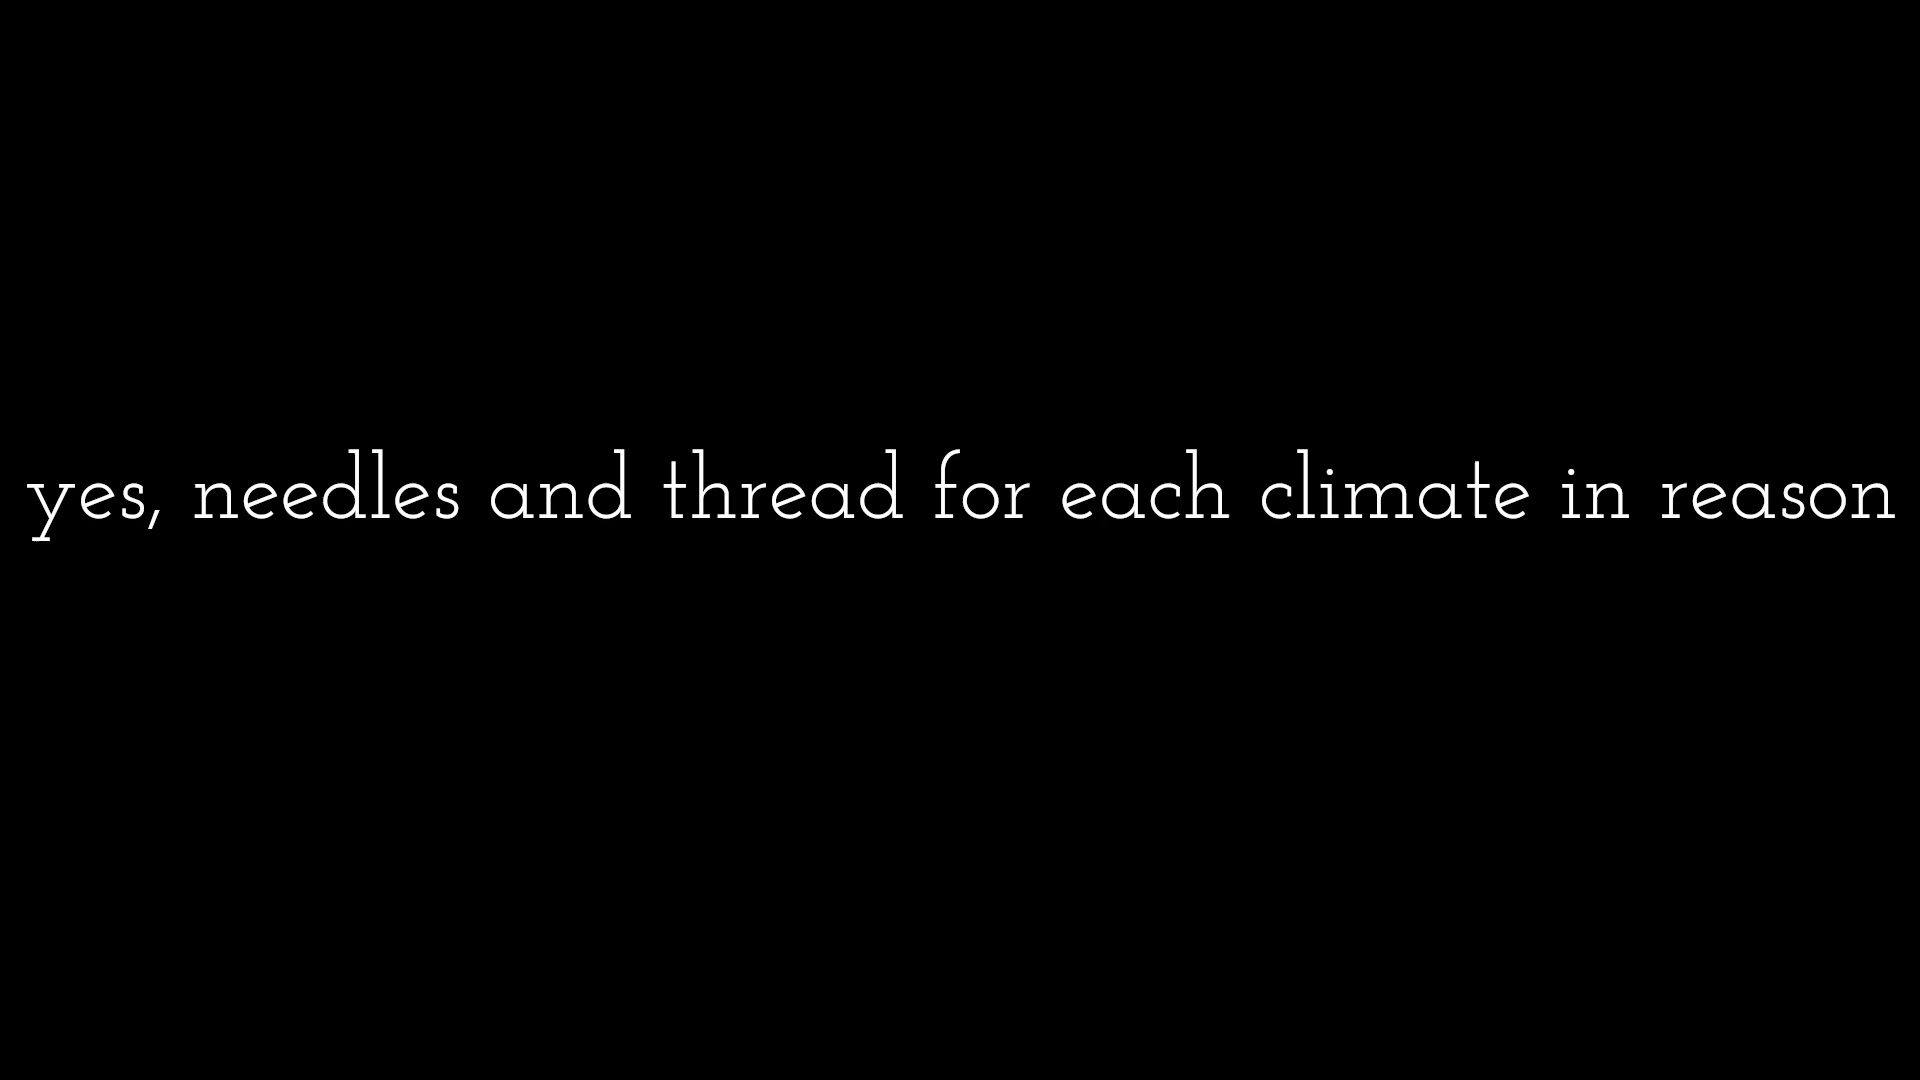 yes, needles and thread for each climate in reason